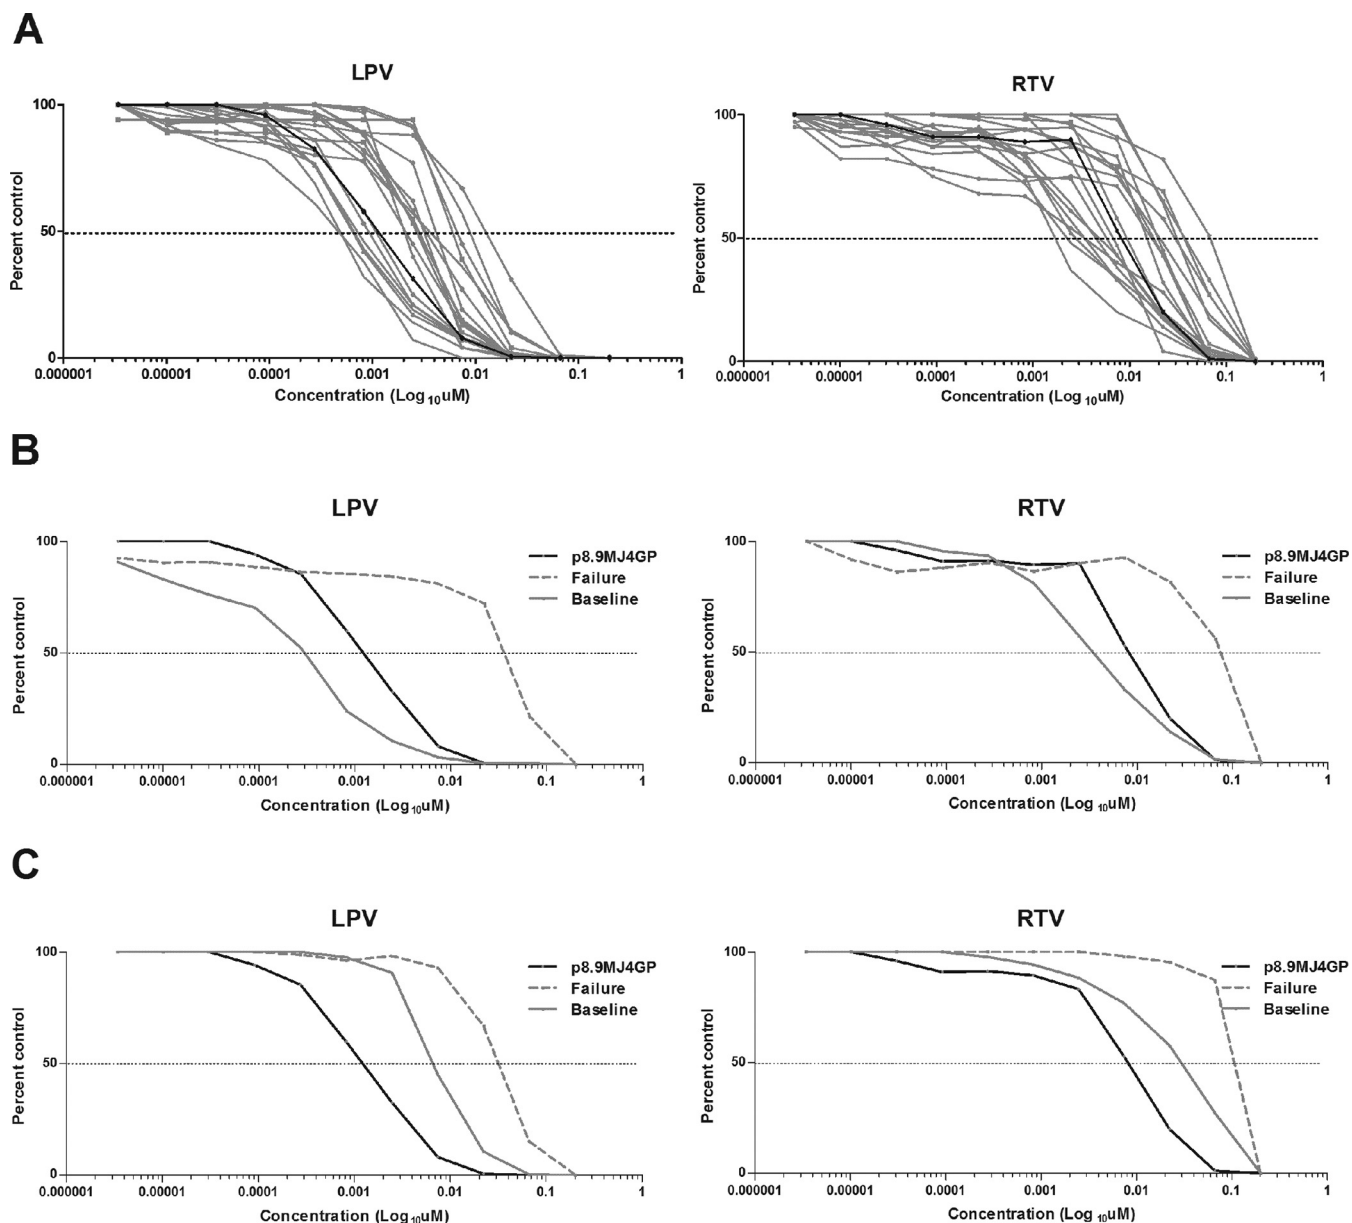 A
LPV
RTV
Percent control
100
50
0
0.000001 0.00001 0.0001 0.001 0.01 0.1 1
Concentration (Log10uM)
Percent control
100
50
0
0.000001 0.00001 0.0001 0.001 0.01 0.1 1
Concentration (Log10uM)
B
LPV
Percent control
100
50
0
p8.9MJ4GP
Failure
Baseline
0.000001 0.00001 0.0001 0.001 0.01 0.1 1
Concentration (Log10uM)
RTV
Percent control
100
50
0
p8.9MJ4GP
Failure
Baseline
0.000001 0.00001 0.0001 0.001 0.01 0.1 1
Concentration (Log10uM)
C
LPV
Percent control
100
50
0
p8.9MJ4GP
Failure
Baseline
0.000001 0.00001 0.0001 0.001 0.01 0.1 1
Concentration (Log10uM)
RTV
Percent control
100
50
0
p8.9MJ4GP
Failure
Baseline
0.000001 0.00001 0.0001 0.001 0.01 0.1 1
Concentration (Log10uM)